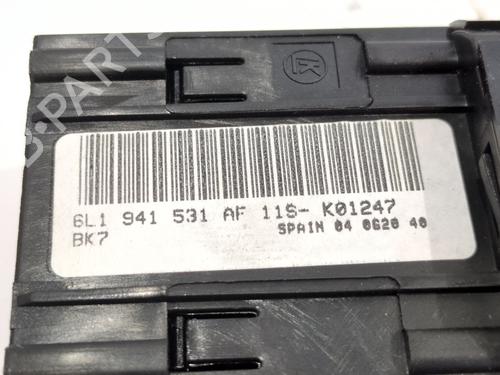 B-PARTS
6L1 941 531 AF 11S- K01247
BK7
SPAIN 04 0620 40